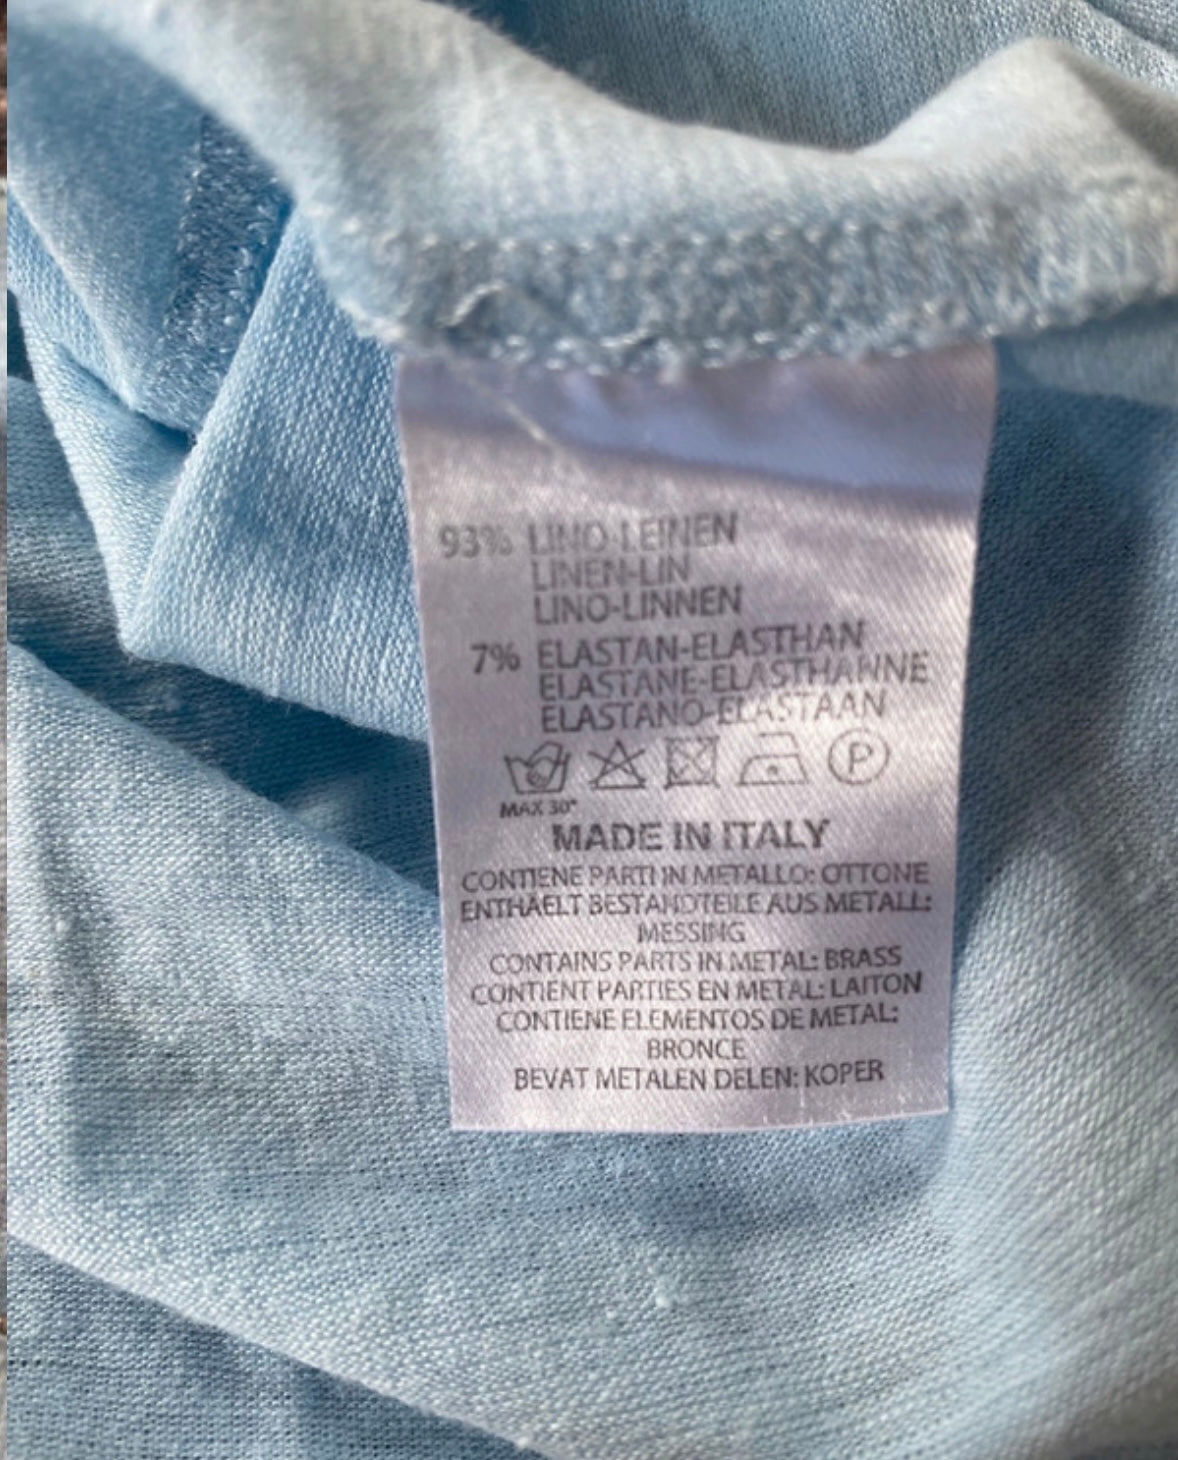 93% LINO-LEINEN
LINEN-LIN
LINO-LINNEN
7% ELASTAN-ELASTHAN
ELASTANE-ELASTHANNE
ELASTANO-ELASTAAN
P
MAX 30°
MADE IN ITALY
CONTIENE PARTI IN METALLO: OTTONE
ENTHAELT BESTANDTEILE AUS METALL:
MESSING
CONTAINS PARTS IN METAL: BRASS
CONTIENT PARTIES EN METAL: LAITON
CONTIENE ELEMENTOS DE METAL:
BRONCE
BEVAT METALEN DELEN: KOPER